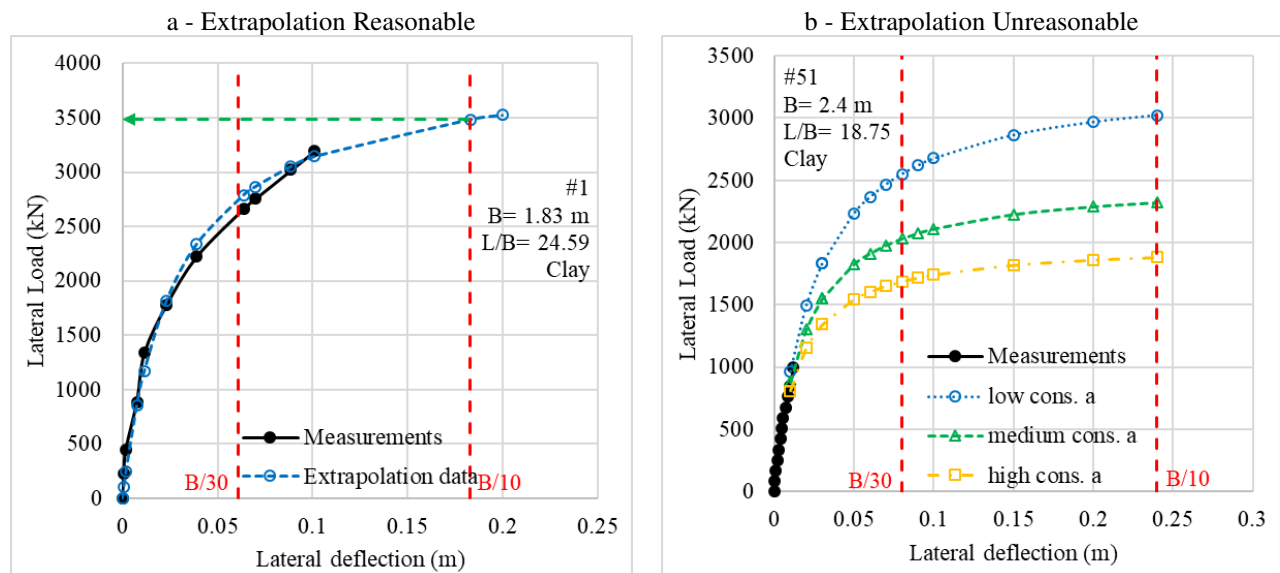 a - Extrapolation Reasonable
Lateral Load (kN)
4000
3500
3000
2500
2000
1500
1000
500
0
#1
B= 1.83 m
L/B= 24.59
Clay
Measurements
Extrapolation data
B/30
B/10
0
0.05
0.1
0.15
0.2
0.25
Lateral deflection (m)
b - Extrapolation Unreasonable
Lateral Load (kN)
3500
3000
2500
2000
1500
1000
500
0
#51
B= 2.4 m
L/B= 18.75
Clay
Measurements
low cons. a
medium cons. a
high cons. a
B/30
B/10
0
0.05
0.1
0.15
0.2
0.25
0.3
Lateral deflection (m)